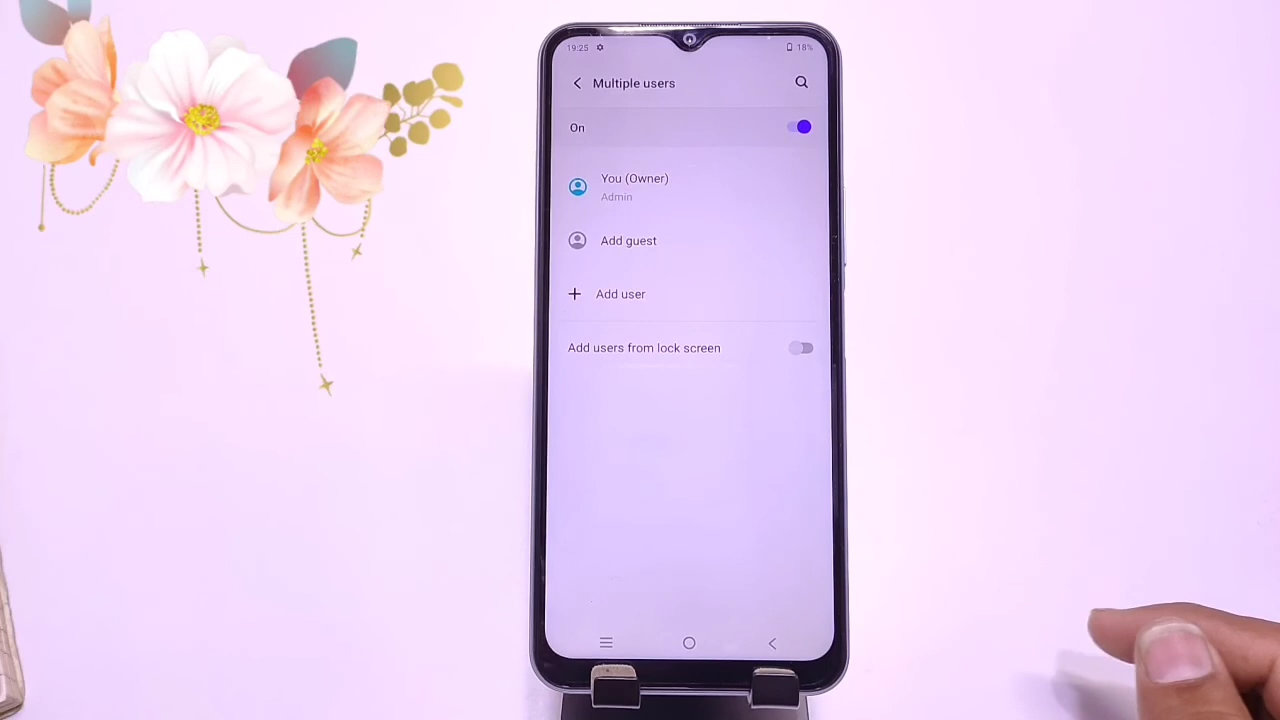 19:25 18%
Multiple users
On
You (Owner)
Admin
Add guest
Add user
Add users from lock screen